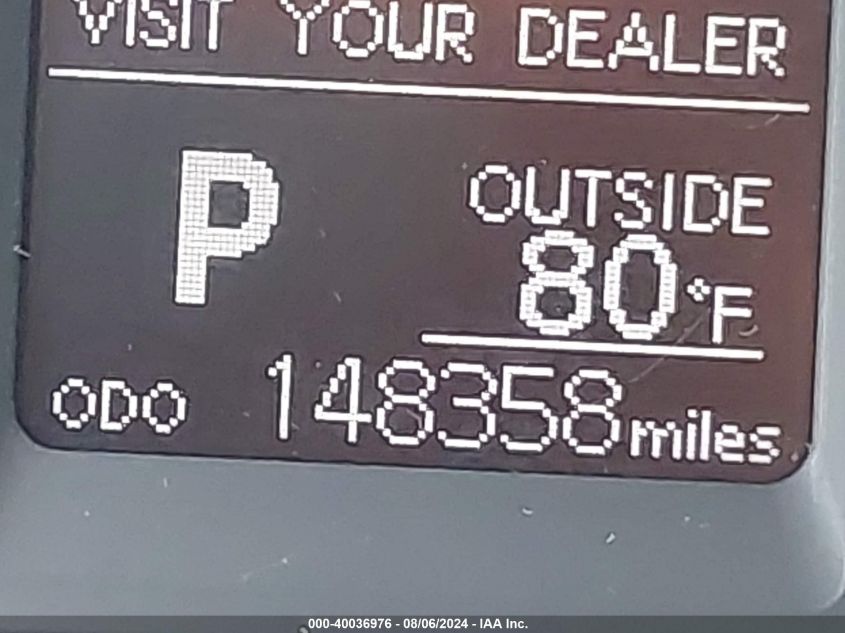 VISIT YOUR DEALER
P
OUTSIDE
80°F
ODO 148358 miles
000-40036976 - 08/06/2024 - IAA Inc.